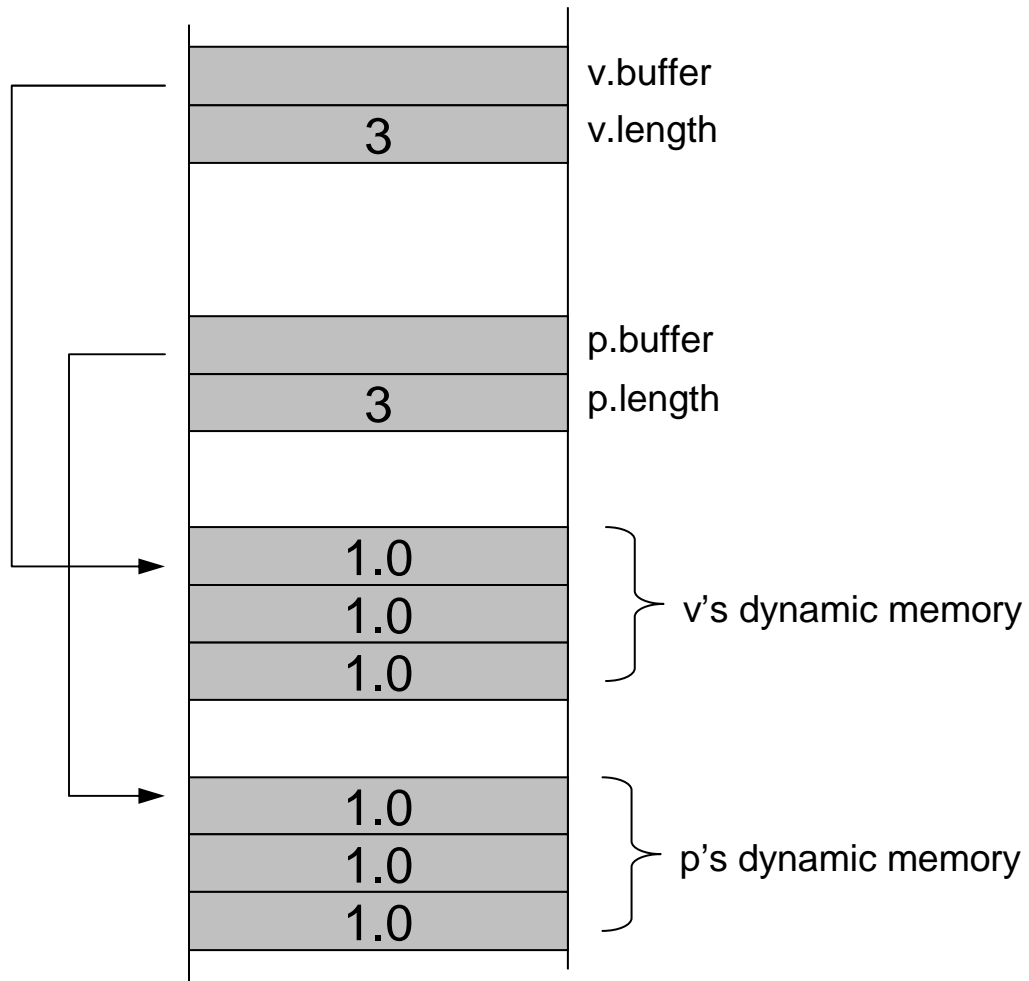 v.buffer
3 v.length
p.buffer
3 p.length
1.0
1.0 v’s dynamic memory
1.0
1.0
1.0 p’s dynamic memory
1.0